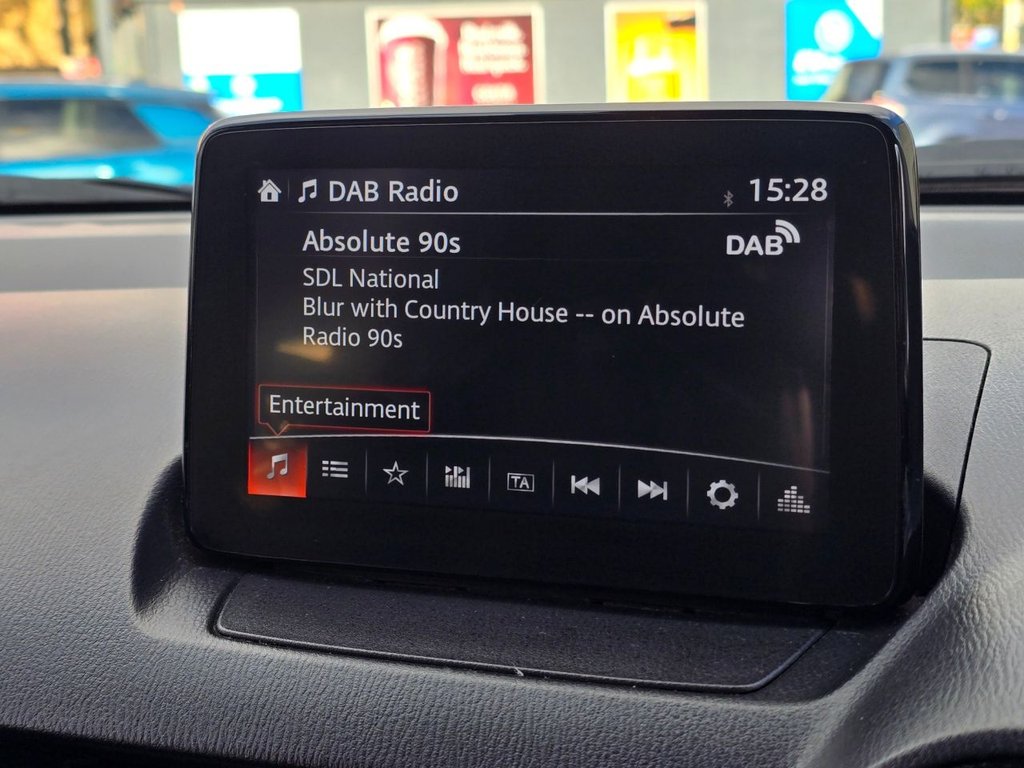 DAB Radio 15:28
Absolute 90s DAB
SDL National
Blur with Country House -- on Absolute
Radio 90s
Entertainment
TA